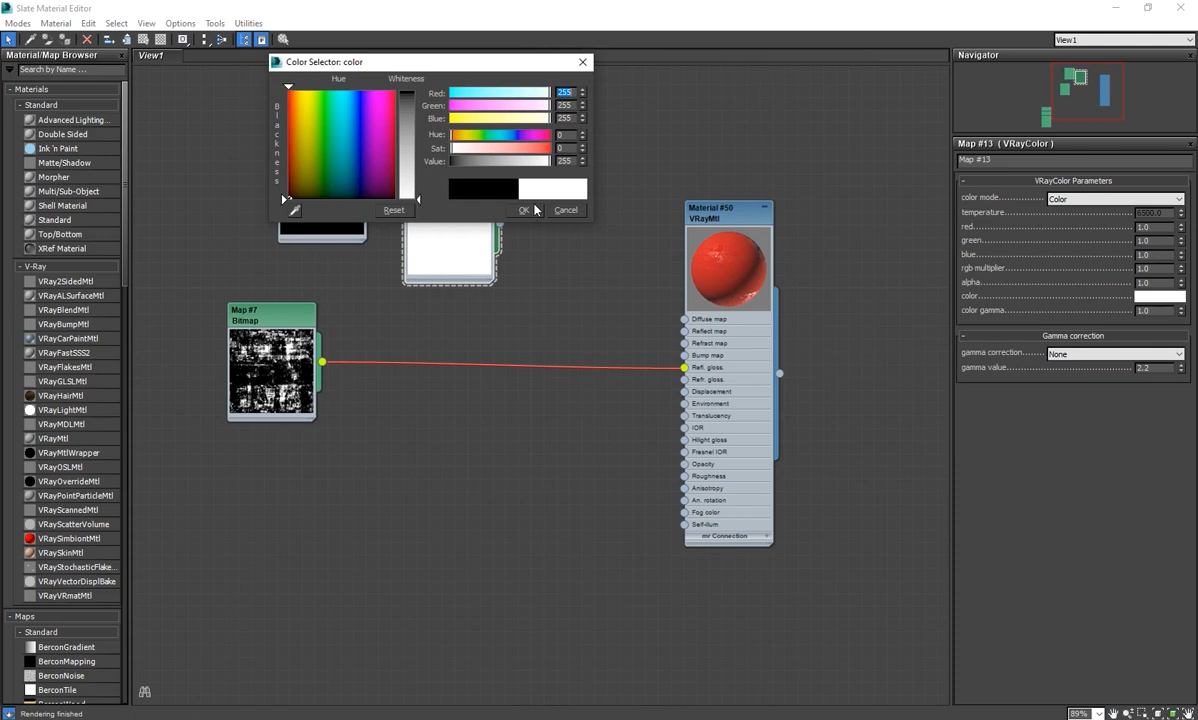 Slate Material Editor
Modes Material Edit Select View Options Tools Utilities
View1
Material/Map Browser
Search by Name ...
- Materials
- Standard
Advanced Lighting...
Double Sided
Ink 'n Paint
Matte/Shadow
Morpher
Multi/Sub-Object
Shell Material
Standard
Top/Bottom
XRef Material
- V-Ray
VRay2SidedMtl
VRayALSurfaceMtl
VRayBlendMtl
VRayBumpMtl
VRayCarPaintMtl
VRayFastSSS2
VRayFlakesMtl
VRayGLSLMtl
VRayHairMtl
VRayLightMtl
VRayMDLMtl
VRayMtl
VRayMtlWrapper
VRayOSLMtl
VRayOverrideMtl
VRayPointParticleMtl
VRayScannedMtl
VRayScatterVolume
VRaySimbiontMtl
VRaySkinMtl
VRayStochasticFlake...
VRayVectorDisplBake
VRayVRmatMtl
- Maps
- Standard
BerconGradient
BerconMapping
BerconNoise
BerconTile
BerconWood
Rendering finished
View1
Color Selector: color
Hue Whiteness
Blackness
Red: 255
Green: 255
Blue: 255
Hue: 0
Sat: 0
Value: 255
Reset OK Cancel
Map #7
Bitmap
Material #50
VRayMtl
Diffuse map
Reflect map
Refract map
Bump map
Refl. gloss.
Refr. gloss.
Displacement
Environment
Translucency
IOR
Hilight gloss
Fresnel IOR
Opacity
Roughness
Anisotropy
An. rotation
Fog color
Self-illum
mr Connection
Navigator
Map #13 ( VRayColor )
Map #13
- VRayColor Parameters
color mode... Color
temperature... 6500.0
red... 1.0
green... 1.0
blue... 1.0
rgb multiplier... 1.0
alpha... 1.0
color...
color gamma... 1.0
- Gamma correction
gamma correction... None
gamma value... 2.2
89%